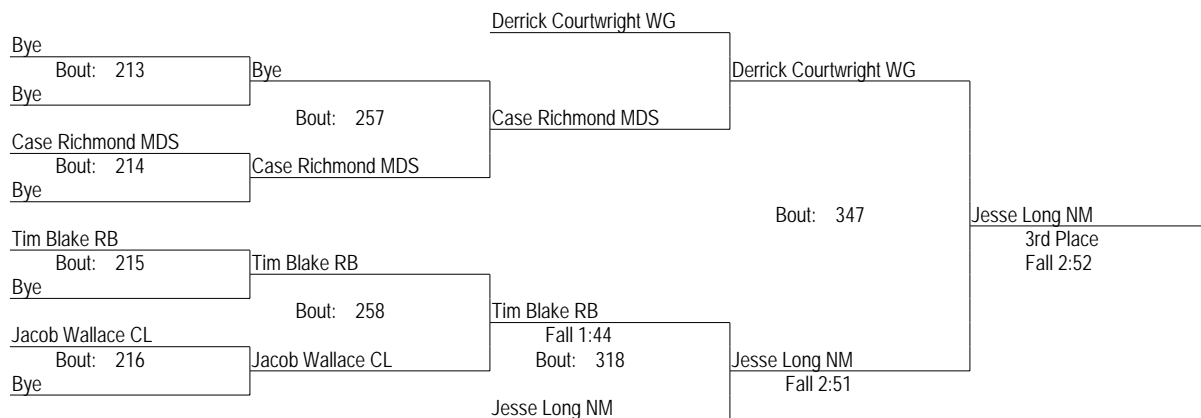 Derrick Courtwright WG
Bye
Bout: 213
Bye
Derrick Courtwright WG
Bye
Bout: 257
Case Richmond MDS
Case Richmond MDS
Bout: 214
Case Richmond MDS
Bye
Bout: 347
Jesse Long NM
Tim Blake RB
3rd Place
Bout: 215
Tim Blake RB
Fall 2:52
Bye
Bout: 258
Tim Blake RB
Jacob Wallace CL
Fall 1:44
Bout: 216
Jacob Wallace CL
Bout: 318
Jesse Long NM
Bye
Fall 2:51
Jesse Long NM